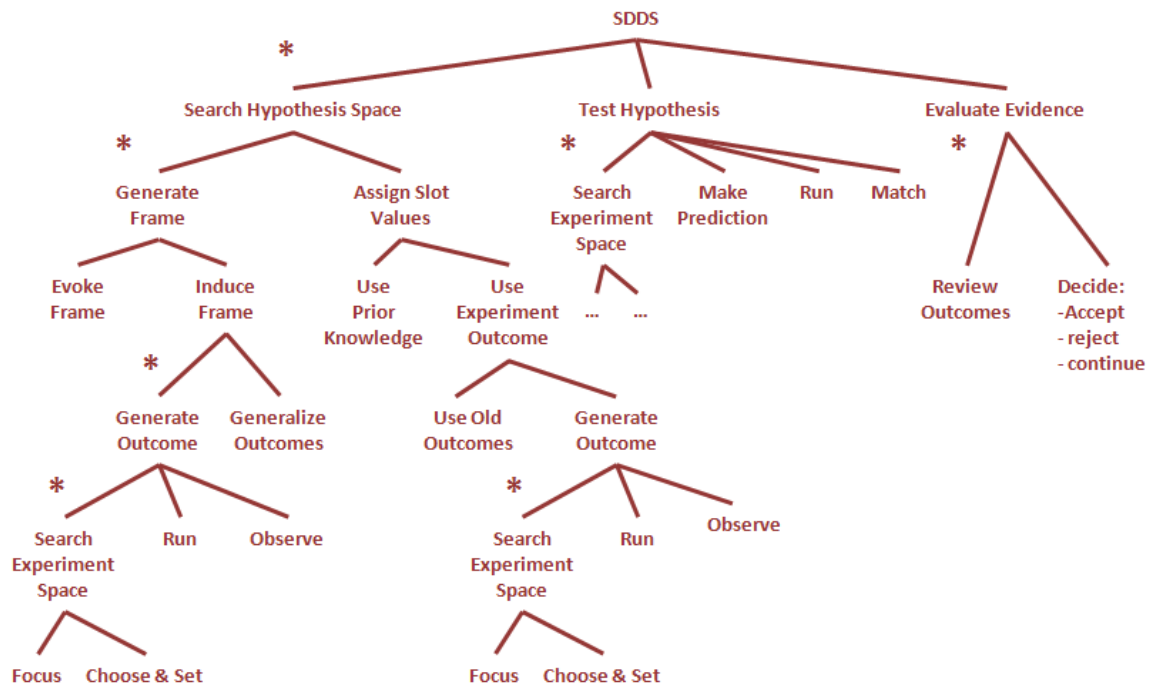 SDDS
*
Search Hypothesis Space
Test Hypothesis
Evaluate Evidence
*
*
*
Generate
Frame
Assign Slot
Values
Search
Experiment
Space
Make
Prediction
Run
Match
Evoke
Frame
Induce
Frame
Use
Prior
Knowledge
Use
Experiment
Outcome
...
...
Review
Outcomes
Decide:
-Accept
- reject
- continue
*
Generate
Outcome
Generalize
Outcomes
Use Old
Outcomes
Generate
Outcome
*
*
Search
Experiment
Space
Run
Observe
Search
Experiment
Space
Run
Observe
Focus
Choose & Set
Focus
Choose & Set